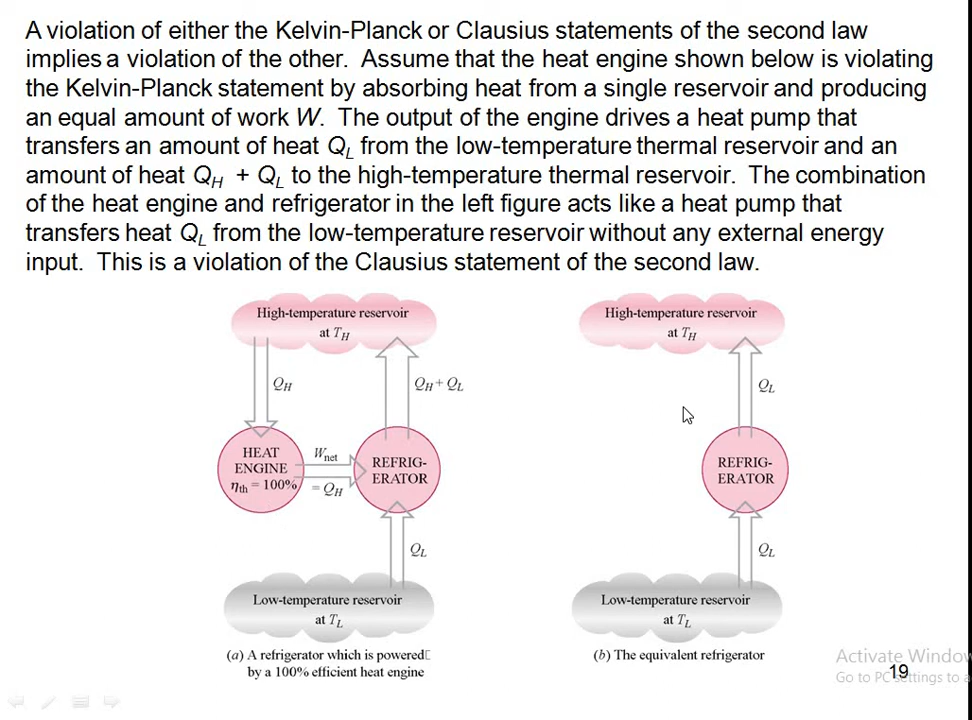 A violation of either the Kelvin-Planck or Clausius statements of the second law
implies a violation of the other.  Assume that the heat engine shown below is violating
the Kelvin-Planck statement by absorbing heat from a single reservoir and producing
an equal amount of work W.  The output of the engine drives a heat pump that
transfers an amount of heat QL from the low-temperature thermal reservoir and an
amount of heat QH + QL to the high-temperature thermal reservoir.  The combination
of the heat engine and refrigerator in the left figure acts like a heat pump that
transfers heat QL from the low-temperature reservoir without any external energy
input.  This is a violation of the Clausius statement of the second law.
High-temperature reservoir
at TH
QH
QH + QL
HEAT
ENGINE
ηth = 100%
Wnet
= QH
REFRIG-
ERATOR
QL
Low-temperature reservoir
at TL
(a) A refrigerator which is powered
by a 100% efficient heat engine
High-temperature reservoir
at TH
QL
REFRIG-
ERATOR
QL
Low-temperature reservoir
at TL
(b) The equivalent refrigerator
Activate Window
Go to PC settings to a
19